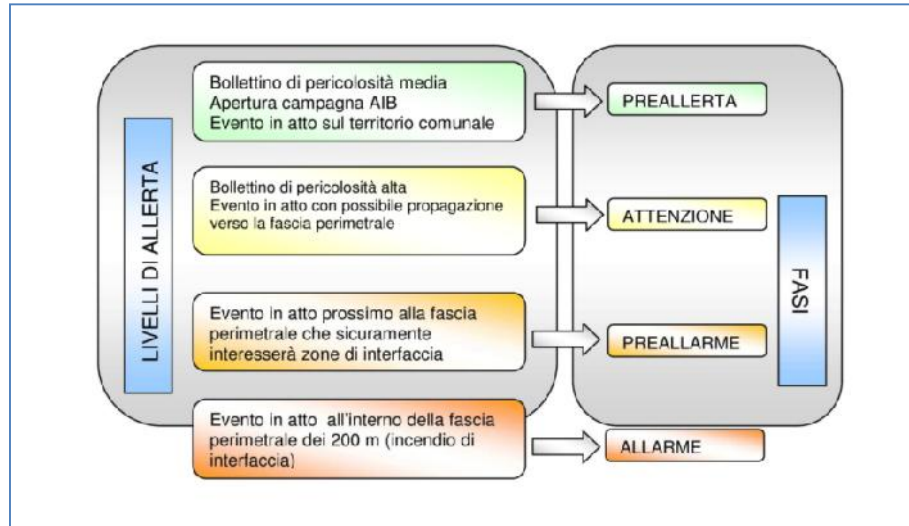 LIVELLI DI ALLERTA
Bollettino di pericolosità media
Apertura campagna AIB
Evento in atto sul territorio comunale
PREALLERTA
Bollettino di pericolosità alta
Evento in atto con possibile propagazione
verso la fascia perimetrale
ATTENZIONE
Evento in atto prossimo alla fascia
perimetrale che sicuramente
interesserà zone di interfaccia
PREALLARME
Evento in atto all'interno della fascia
perimetrale dei 200 m (incendio di
interfaccia)
ALLARME
FASI